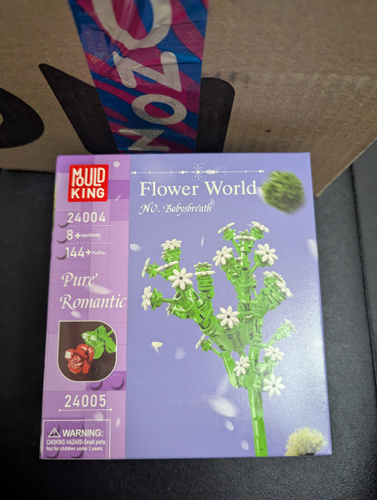 OZON
MOULD
KING
®
Flower World
NO. Babysbreath
24004
8+
144+
Pure'
Romantic
24005
WARNING:
CHOKING HAZARD-Small parts.
Not for children under 3 years.